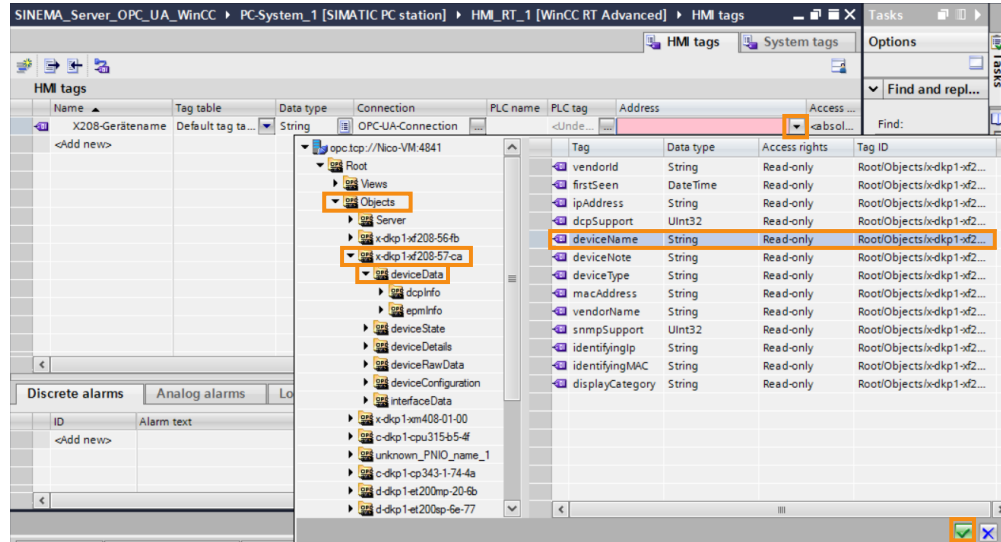 SINEMA_Server_OPC_UA_WinCC ▸ PC-System_1 [SIMATIC PC station] ▸ HMI_RT_1 [WinCC RT Advanced] ▸ HMI tags
Tasks
HMI tags
System tags
Options
HMI tags
Find and repl...
Tasks
Name
Tag table
Data type
Connection
PLC name
PLC tag
Address
Access ...
X208-Gerätename
Default tag ta...
String
OPC-UA-Connection
...
<Unde...
...
<absol...
Find:
<Add new>
opc.tcp://Nico-VM:4841
Root
Views
Objects
Server
x-dkp1-xf208-56-fb
x-dkp1-xf208-57-ca
deviceData
dcpInfo
epmInfo
deviceState
deviceDetails
deviceRawData
deviceConfiguration
interfaceData
x-dkp1-xm408-01-00
c-dkp1-cpu315-b5-4f
unknown_PNIO_name_1
c-dkp1-cp343-1-74-4a
d-dkp1-et200mp-20-6b
d-dkp1-et200sp-6e-77
Tag
Data type
Access rights
Tag ID
vendorId
String
Read-only
Root/Objects/x-dkp1-xf2...
firstSeen
DateTime
Read-only
Root/Objects/x-dkp1-xf2...
ipAddress
String
Read-only
Root/Objects/x-dkp1-xf2...
dcpSupport
UInt32
Read-only
Root/Objects/x-dkp1-xf2...
deviceName
String
Read-only
Root/Objects/x-dkp1-xf2...
deviceNote
String
Read-only
Root/Objects/x-dkp1-xf2...
deviceType
String
Read-only
Root/Objects/x-dkp1-xf2...
macAddress
String
Read-only
Root/Objects/x-dkp1-xf2...
vendorName
String
Read-only
Root/Objects/x-dkp1-xf2...
snmpSupport
UInt32
Read-only
Root/Objects/x-dkp1-xf2...
identifyingIp
String
Read-only
Root/Objects/x-dkp1-xf2...
identifyingMAC
String
Read-only
Root/Objects/x-dkp1-xf2...
displayCategory
String
Read-only
Root/Objects/x-dkp1-xf2...
Discrete alarms
Analog alarms
Lo
ID
Alarm text
<Add new>